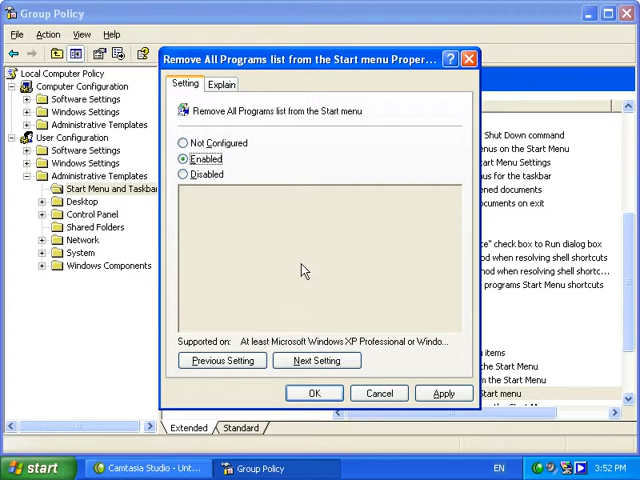 Group Policy
File Action View Help
Remove All Programs list from the Start menu Proper...
Setting Explain
Remove All Programs list from the Start menu
Not Configured
Enabled
Disabled
Supported on: At least Microsoft Windows XP Professional or Windo...
Previous Setting Next Setting
OK Cancel Apply
Local Computer Policy
Computer Configuration
Software Settings
Windows Settings
Administrative Templates
User Configuration
Software Settings
Windows Settings
Administrative Templates
Start Menu and Taskba
Desktop
Control Panel
Shared Folders
Network
System
Windows Components
Shut Down command
menus on the Start Menu
Menu Settings
for the taskbar
opened documents
documents on exit
" check box to Run dialog box
od when resolving shell shortcuts
od when resolving shell shortc...
programs Start Menu shortcuts
items
the Start Menu
the Start Menu
Start menu
Extended Standard
start Camtasia Studio - Unt... Group Policy EN 3:52 PM